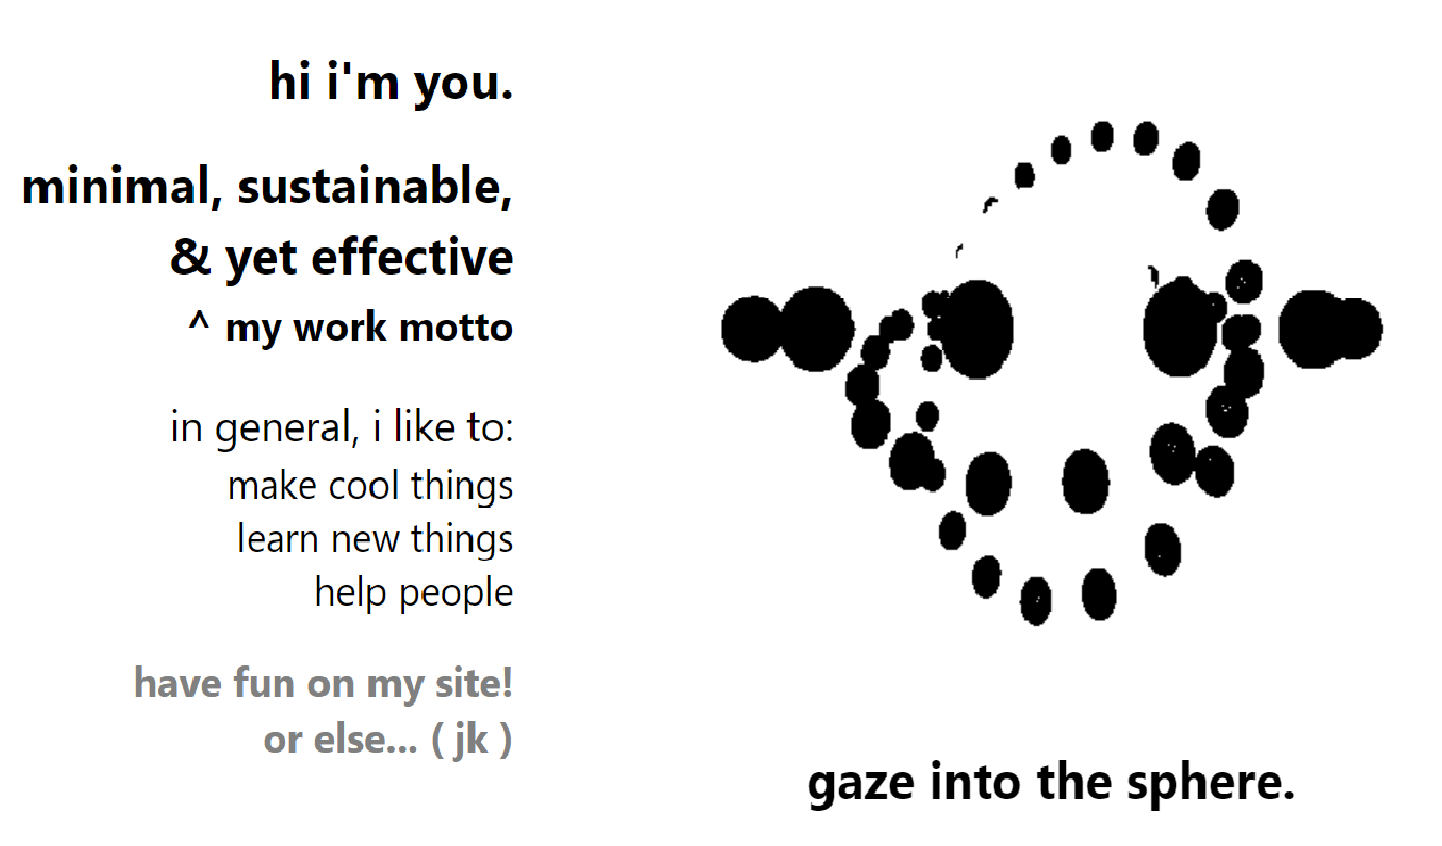 hi i'm you.
minimal, sustainable,
& yet effective
^ my work motto
in general, i like to:
make cool things
learn new things
help people
have fun on my site!
or else... ( jk )
gaze into the sphere.